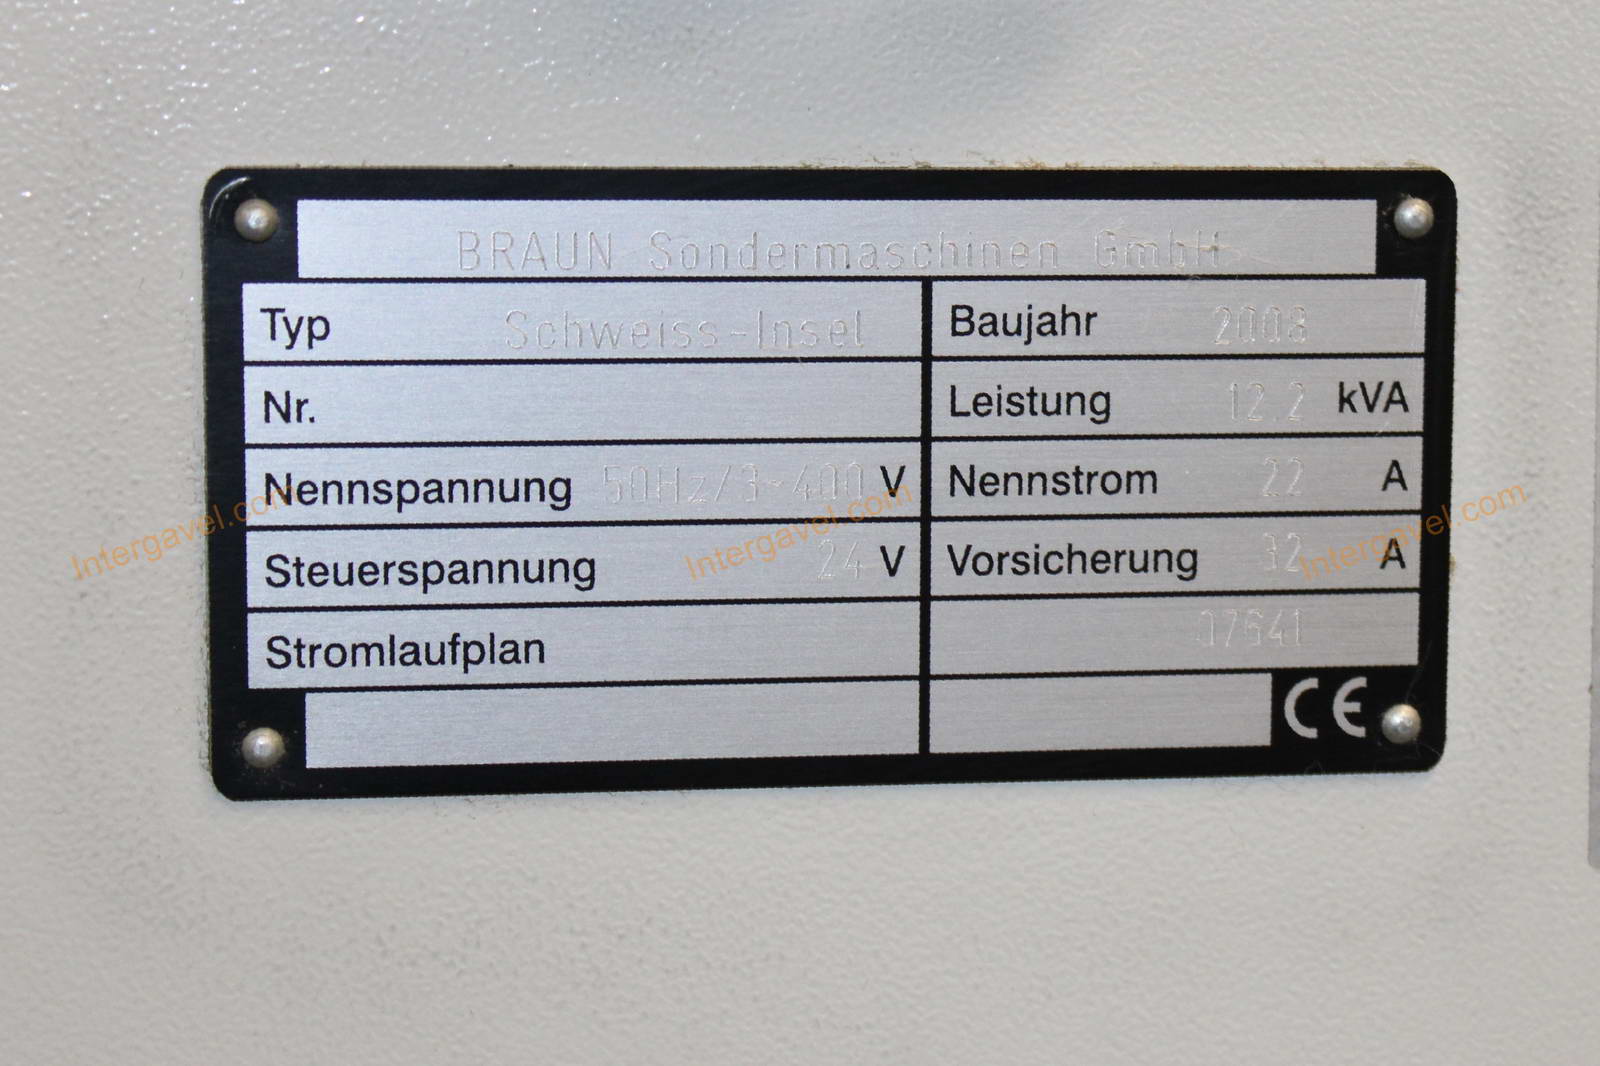 BRAUN Sondermaschinen GmbH
Typ Schweiss-Insel Baujahr 2008
Nr. Leistung 12.2 kVA
Nennspannung 50Hz/3~400 V Nennstrom 22 A
Steuerspannung 24 V Vorsicherung 32 A
Stromlaufplan 07641
CE
Intergavel.com
Intergavel.com
Intergavel.com